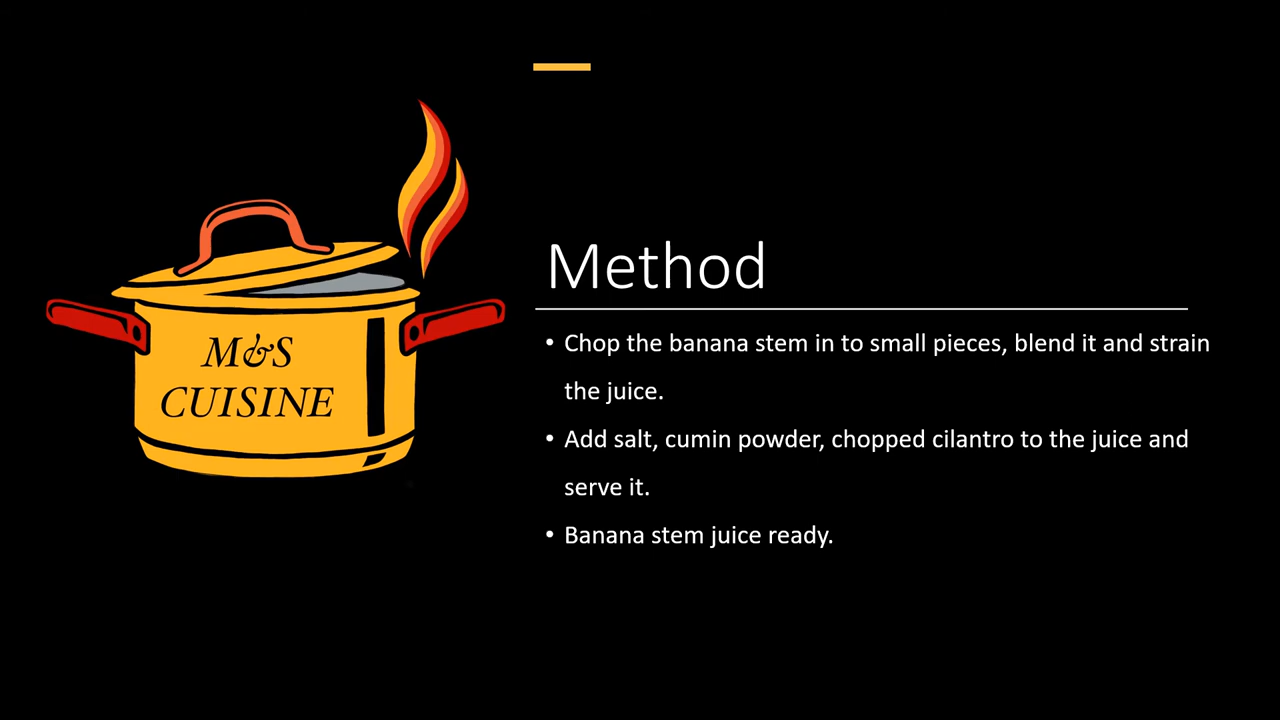 M&S
CUISINE
Method
• Chop the banana stem in to small pieces, blend it and strain
the juice.
• Add salt, cumin powder, chopped cilantro to the juice and
serve it.
• Banana stem juice ready.